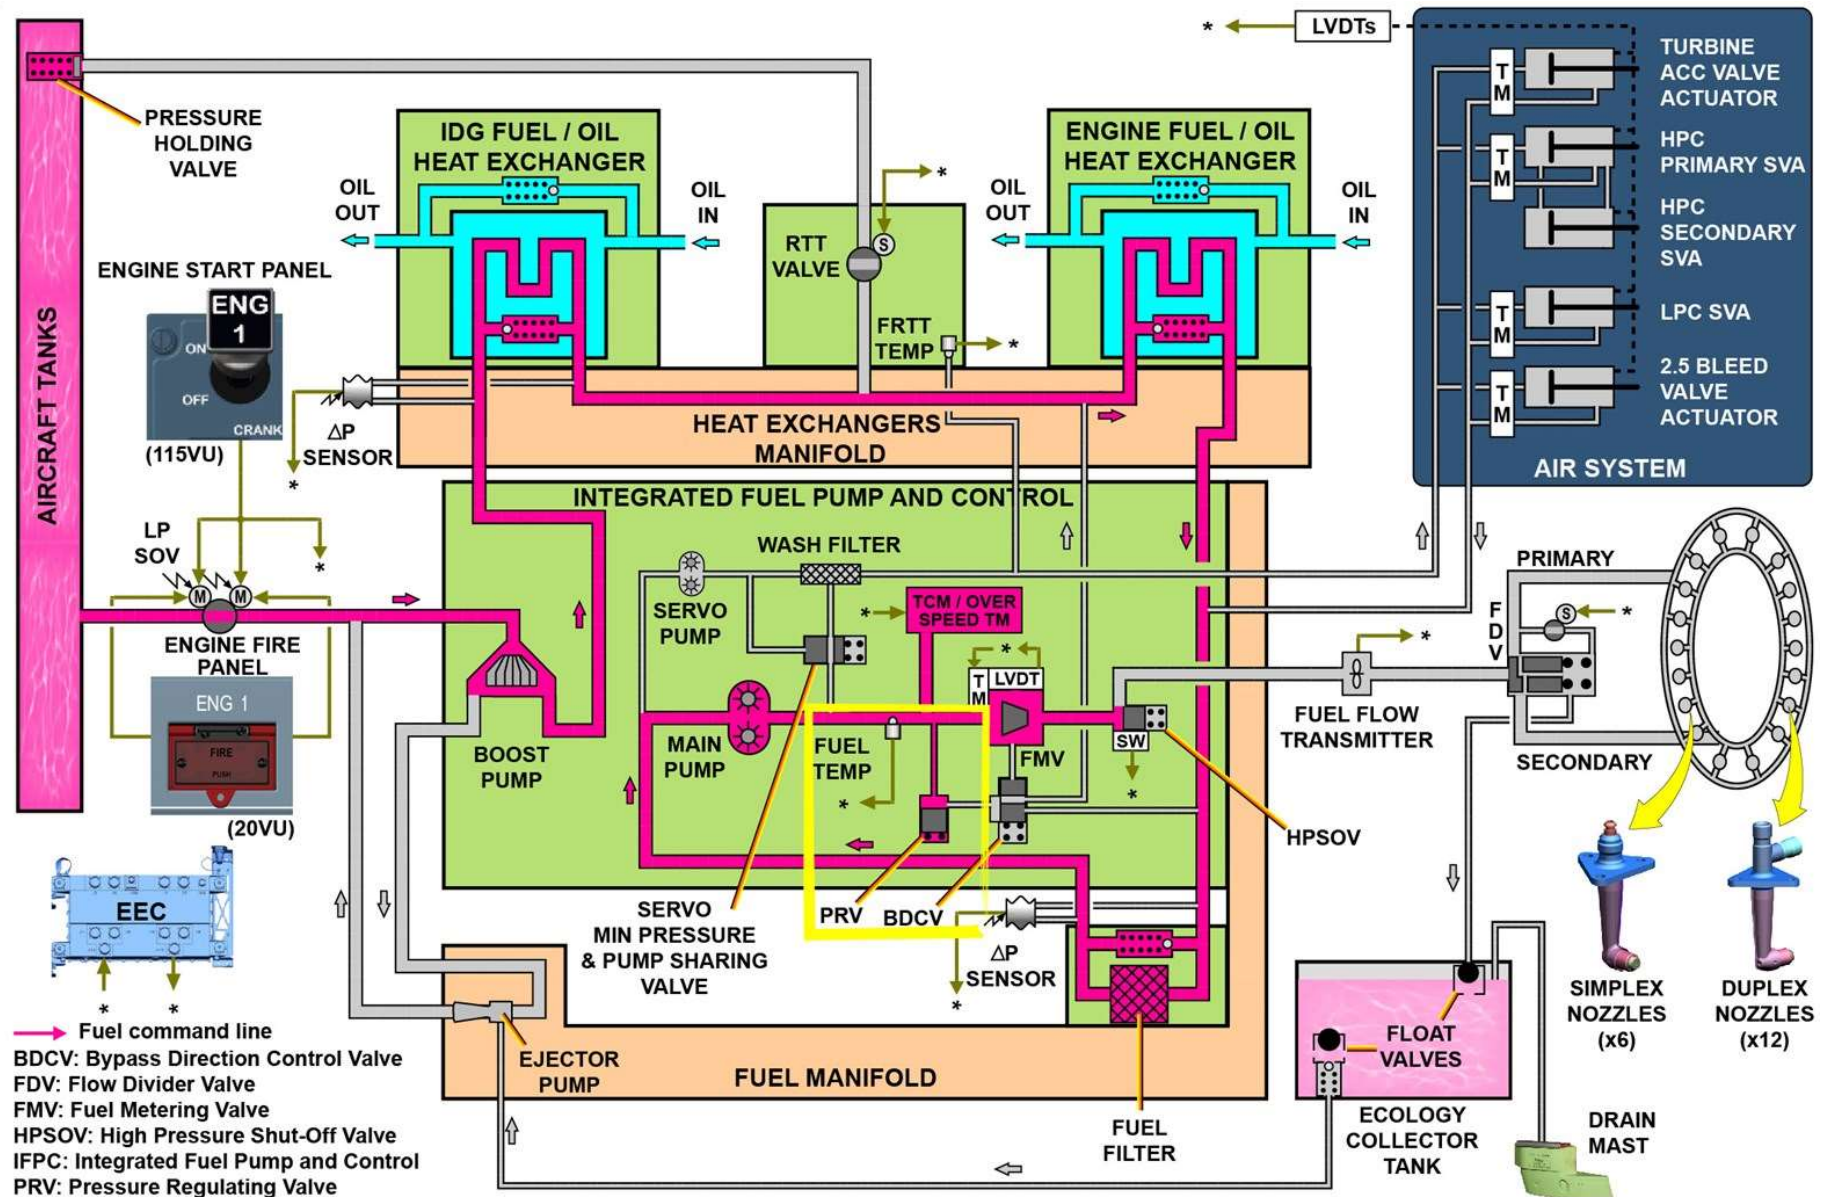 LVDTs
*
TURBINE
ACC VALVE
ACTUATOR
TM
PRESSURE
HOLDING
VALVE
IDG FUEL / OIL
HEAT EXCHANGER
ENGINE FUEL / OIL
HEAT EXCHANGER
HPC
PRIMARY SVA
TM
OIL
OUT
OIL
IN
S
*
OIL
OUT
OIL
IN
HPC
SECONDARY
SVA
RTT
VALVE
ENGINE START PANEL
ENG
1
ON
OFF
CRANK
(115VU)
FRTT
TEMP
*
TM
LPC SVA
TM
2.5 BLEED
VALVE
ACTUATOR
AIR SYSTEM
AIRCRAFT TANKS
ΔP
SENSOR
*
HEAT EXCHANGERS
MANIFOLD
INTEGRATED FUEL PUMP AND CONTROL
LP
SOV
*
M
M
WASH FILTER
SERVO
PUMP
*
TCM / OVER
SPEED TM
PRIMARY
FDV
S
*
ENGINE FIRE
PANEL
ENG 1
FIRE
PUSH
(20VU)
*
TM
LVDT
*
BOOST
PUMP
MAIN
PUMP
FUEL
TEMP
*
FMV
SW
*
FUEL FLOW
TRANSMITTER
SECONDARY
HPSOV
EEC
*
*
SERVO
MIN PRESSURE
& PUMP SHARING
VALVE
PRV
BDCV
ΔP
SENSOR
*
SIMPLEX
NOZZLES
(x6)
DUPLEX
NOZZLES
(x12)
FLOAT
VALVES
Fuel command line
BDCV: Bypass Direction Control Valve
FDV: Flow Divider Valve
FMV: Fuel Metering Valve
HPSOV: High Pressure Shut-Off Valve
IFPC: Integrated Fuel Pump and Control
PRV: Pressure Regulating Valve
EJECTOR
PUMP
FUEL MANIFOLD
FUEL
FILTER
ECOLOGY
COLLECTOR
TANK
DRAIN
MAST